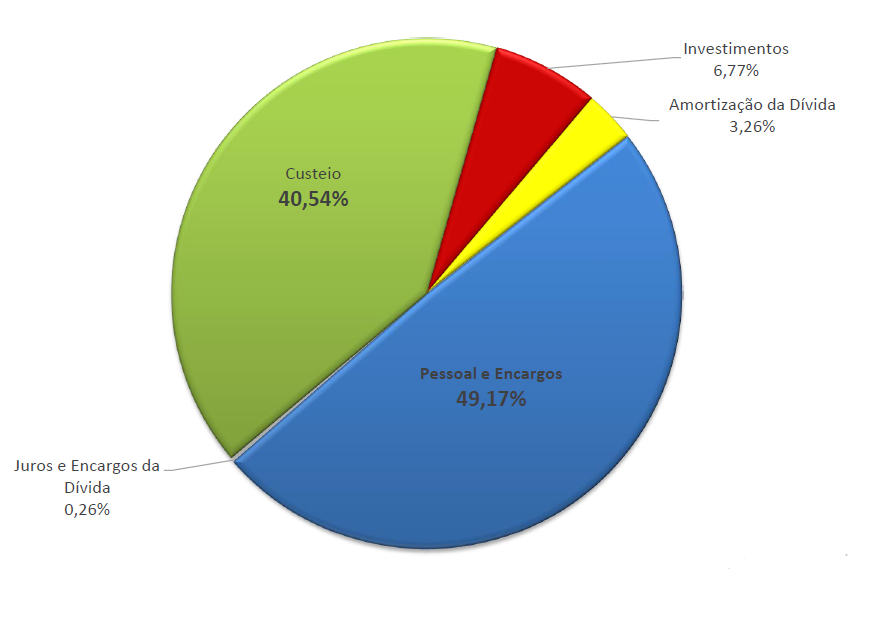 Investimentos
6,77%
Amortização da Dívida
3,26%
Custeio
40,54%
Pessoal e Encargos
49,17%
Juros e Encargos da
Dívida
0,26%